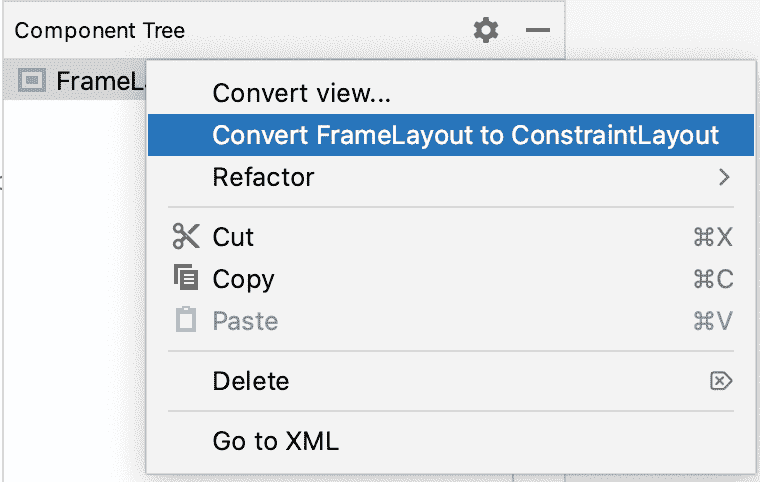 Component Tree
FrameL
Convert view...
Convert FrameLayout to ConstraintLayout
Refactor
Cut ⌘X
Copy ⌘C
Paste ⌘V
Delete
Go to XML